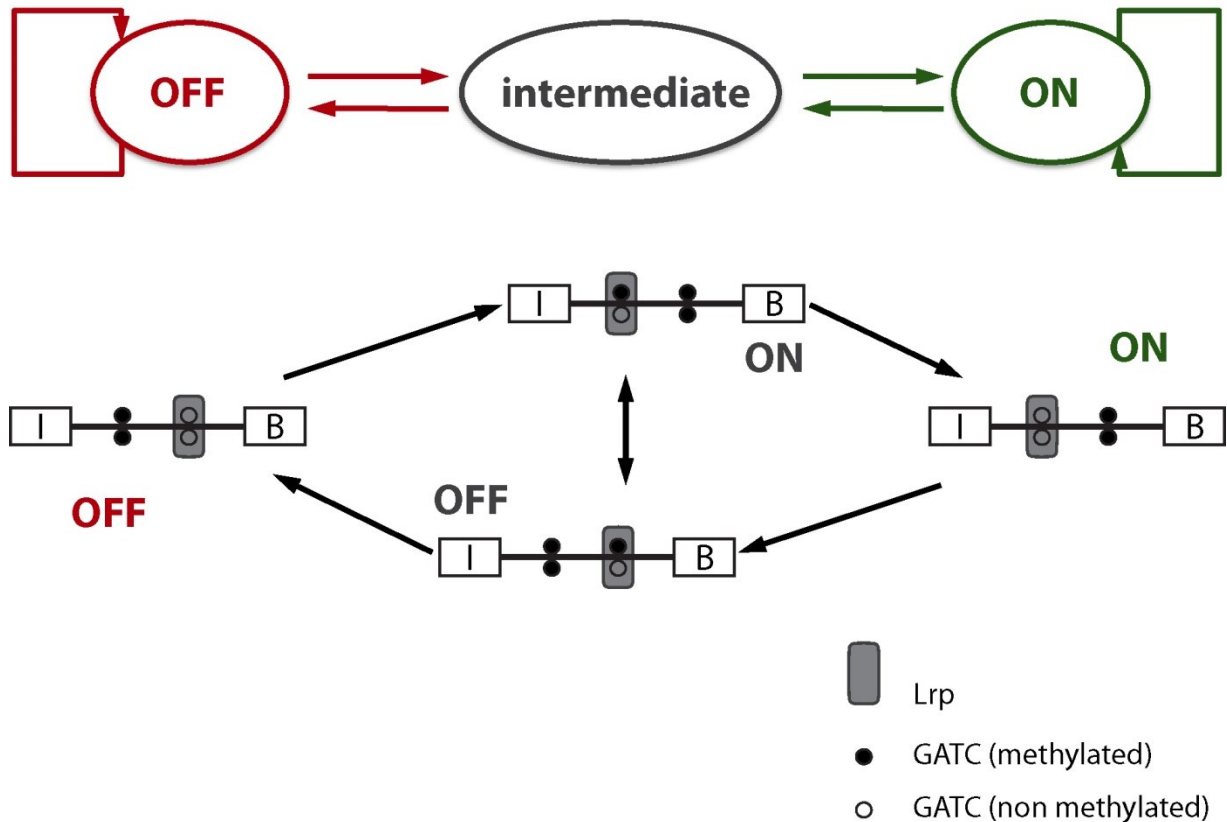 OFF
intermediate
ON
I
B
ON
ON
I
B
I
B
OFF
OFF
I
B
Lrp
GATC (methylated)
GATC (non methylated)